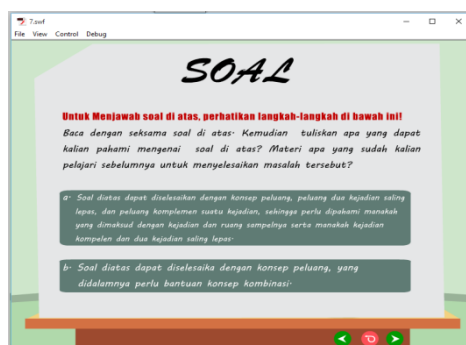 7.swf
File View Control Debug
SOAL
Untuk Menjawab soal di atas, perhatikan langkah-langkah di bawah ini!
Baca dengan seksama soal di atas. Kemudian tuliskan apa yang dapat
kalian pahami mengenai soal di atas? Materi apa yang sudah kalian
pelajari sebelumnya untuk menyelesaikan masalah tersebut?
a. Soal diatas dapat diselesaikan dengan konsep peluang, peluang dua kejadian saling
lepas, dan peluang komplemen suatu kejadian, sehingga perlu dipahami manakah
yang dimaksud dengan kejadian dan ruang sampelnya serta manakah kejadian
kompelen dan dua kejadian saling lepas.
b. Soal diatas dapat diselesaika dengan konsep peluang, yang
didalamnya perlu bantuan konsep kombinasi.